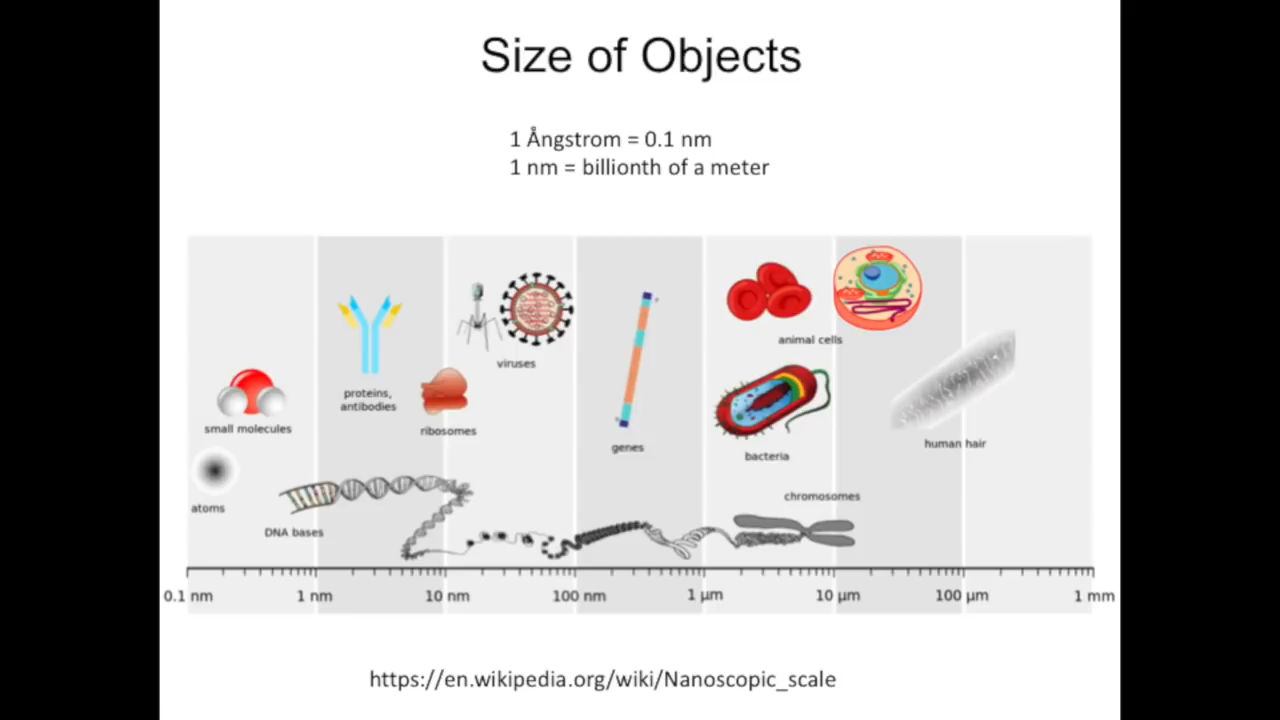 Size of Objects
1 Ångstrom = 0.1 nm
1 nm = billionth of a meter
animal cells
viruses
proteins,
antibodies
small molecules
ribosomes
human hair
genes
bacteria
chromosomes
atoms
DNA bases
0.1 nm 1 nm 10 nm 100 nm 1 µm 10 µm 100 µm 1 mm
https://en.wikipedia.org/wiki/Nanoscopic_scale